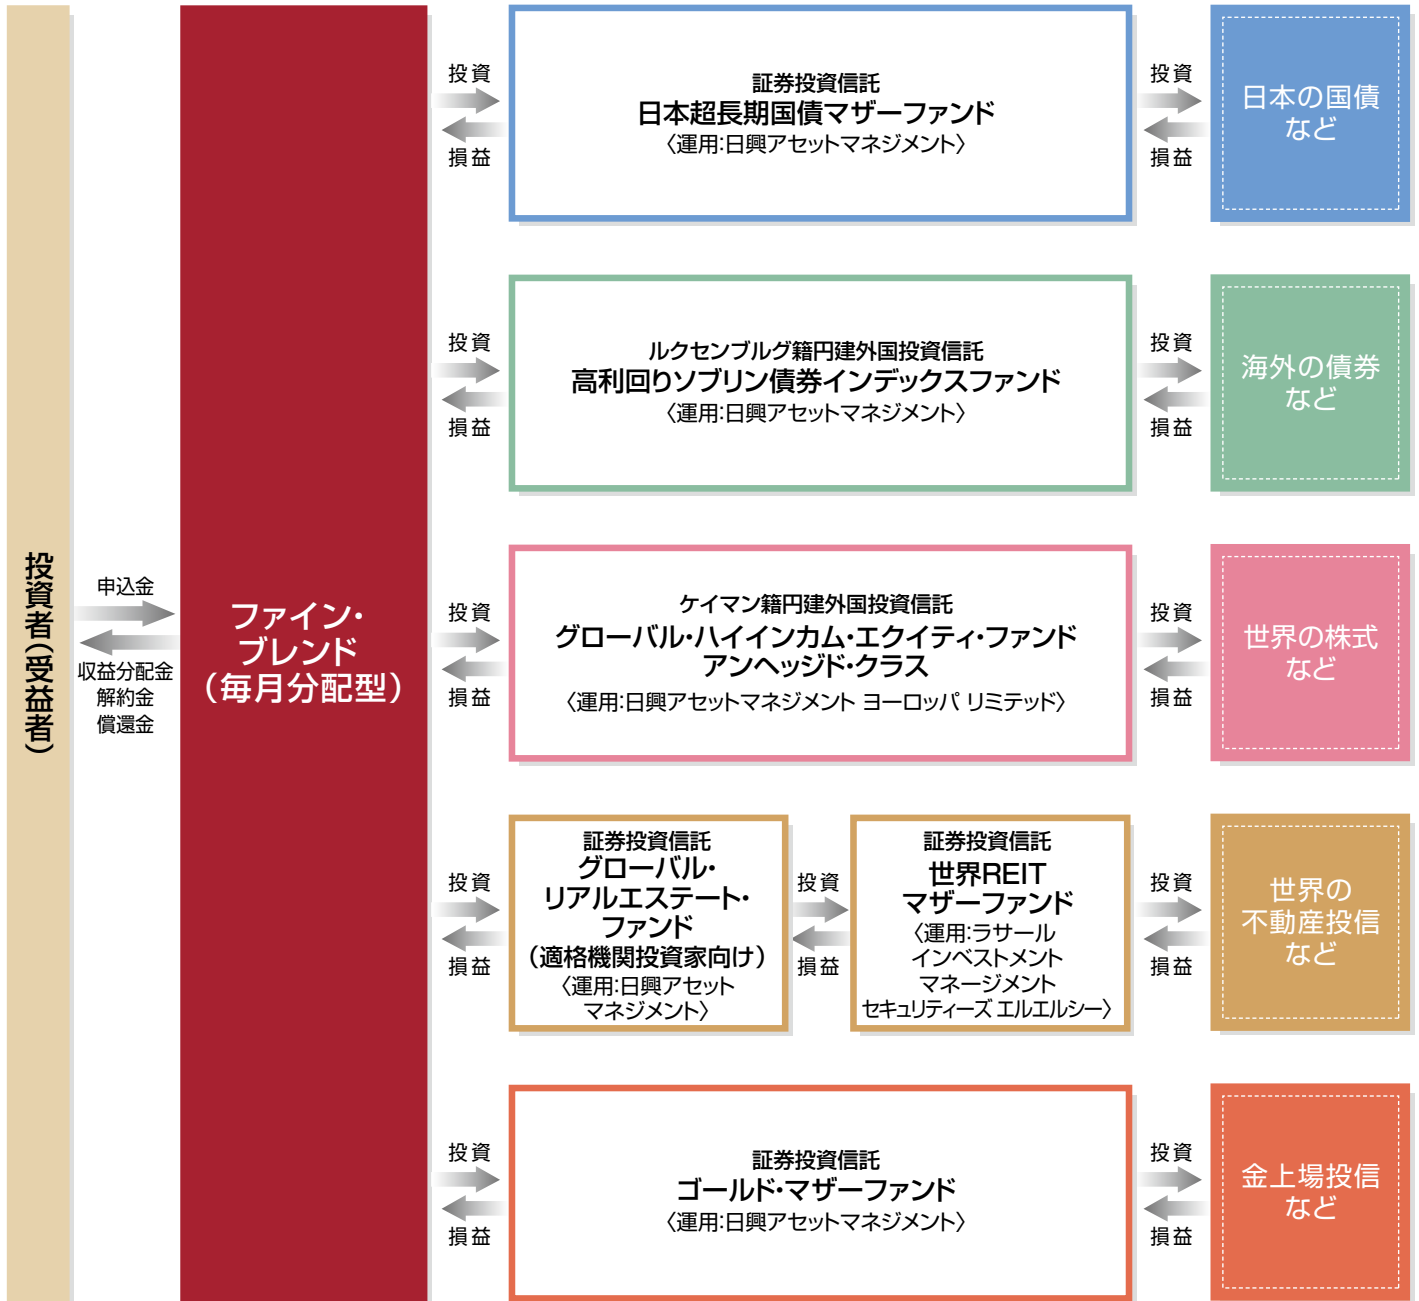 投資者(受益者)
申込金
収益分配金
解約金
償還金
ファイン・
ブレンド
(毎月分配型)
投資
損益
証券投資信託
日本超長期国債マザーファンド
〈運用:日興アセットマネジメント〉
投資
損益
日本の国債
など
投資
損益
ルクセンブルグ籍円建外国投資信託
高利回りソブリン債券インデックスファンド
〈運用:日興アセットマネジメント〉
投資
損益
海外の債券
など
投資
損益
ケイマン籍円建外国投資信託
グローバル・ハイインカム・エクイティ・ファンド
アンヘッジド・クラス
〈運用:日興アセットマネジメント ヨーロッパ リミテッド〉
投資
損益
世界の株式
など
投資
損益
証券投資信託
グローバル・
リアルエステート・
ファンド
(適格機関投資家向け)
〈運用:日興アセット
マネジメント〉
投資
損益
証券投資信託
世界REIT
マザーファンド
〈運用:ラサール
インベストメント
マネージメント
セキュリティーズ エルエルシー〉
投資
損益
世界の
不動産投信
など
投資
損益
証券投資信託
ゴールド・マザーファンド
〈運用:日興アセットマネジメント〉
投資
損益
金上場投信
など